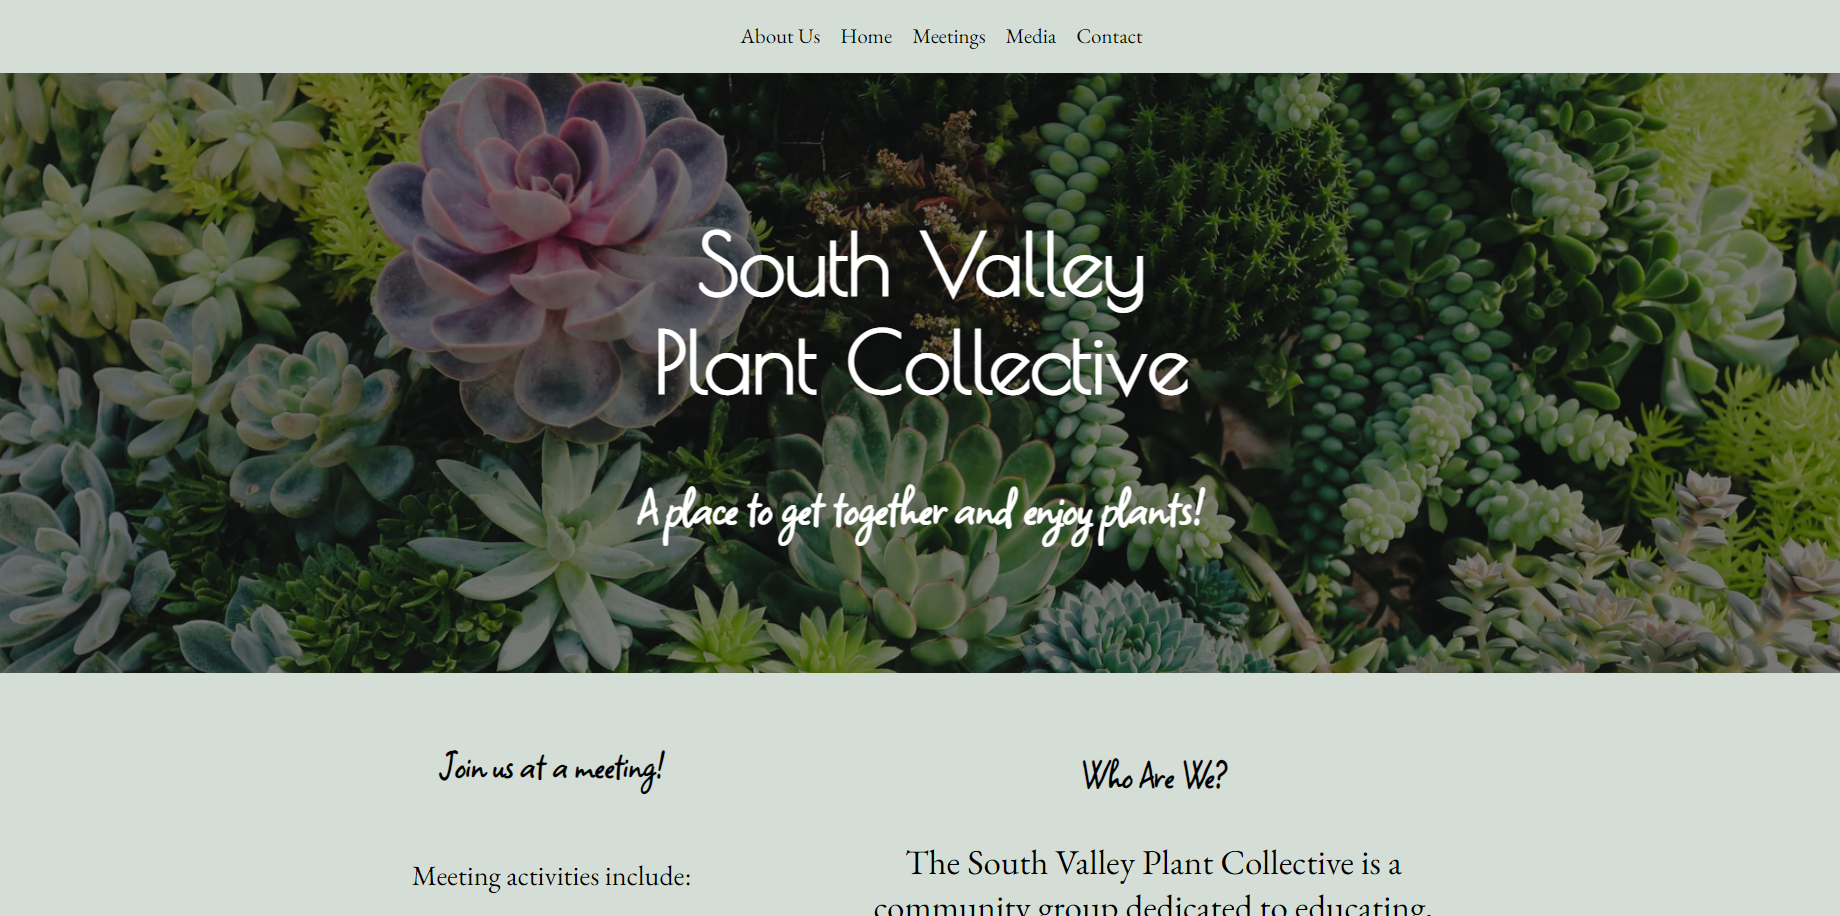 About Us Home Meetings Media Contact
South Valley
Plant Collective
A place to get together and enjoy plants!
Join us at a meeting!
Meeting activities include:
Who Are We?
The South Valley Plant Collective is a
community group dedicated to educating,